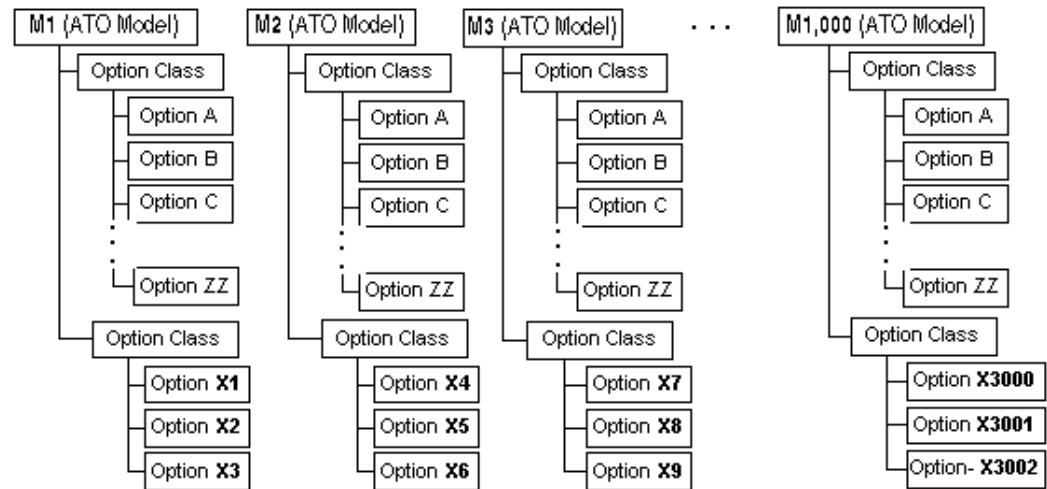 M1 (ATO Model)
Option Class
Option A
Option B
Option C
Option ZZ
Option Class
Option X1
Option X2
Option X3
M2 (ATO Model)
Option Class
Option A
Option B
Option C
Option ZZ
Option Class
Option X4
Option X5
Option X6
M3 (ATO Model)
Option Class
Option A
Option B
Option C
Option ZZ
Option Class
Option X7
Option X8
Option X9
. . .
M1,000 (ATO Model)
Option Class
Option A
Option B
Option C
Option ZZ
Option Class
Option X3000
Option X3001
Option- X3002